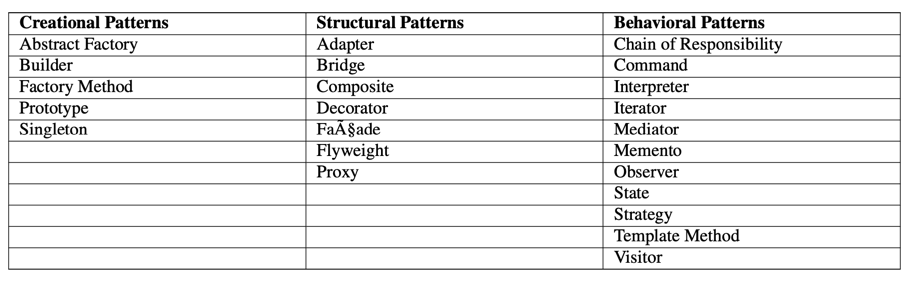 Creational Patterns Structural Patterns Behavioral Patterns
Abstract Factory Adapter Chain of Responsibility
Builder Bridge Command
Factory Method Composite Interpreter
Prototype Decorator Iterator
Singleton FaÃ§ade Mediator
Flyweight Memento
Proxy Observer
State
Strategy
Template Method
Visitor